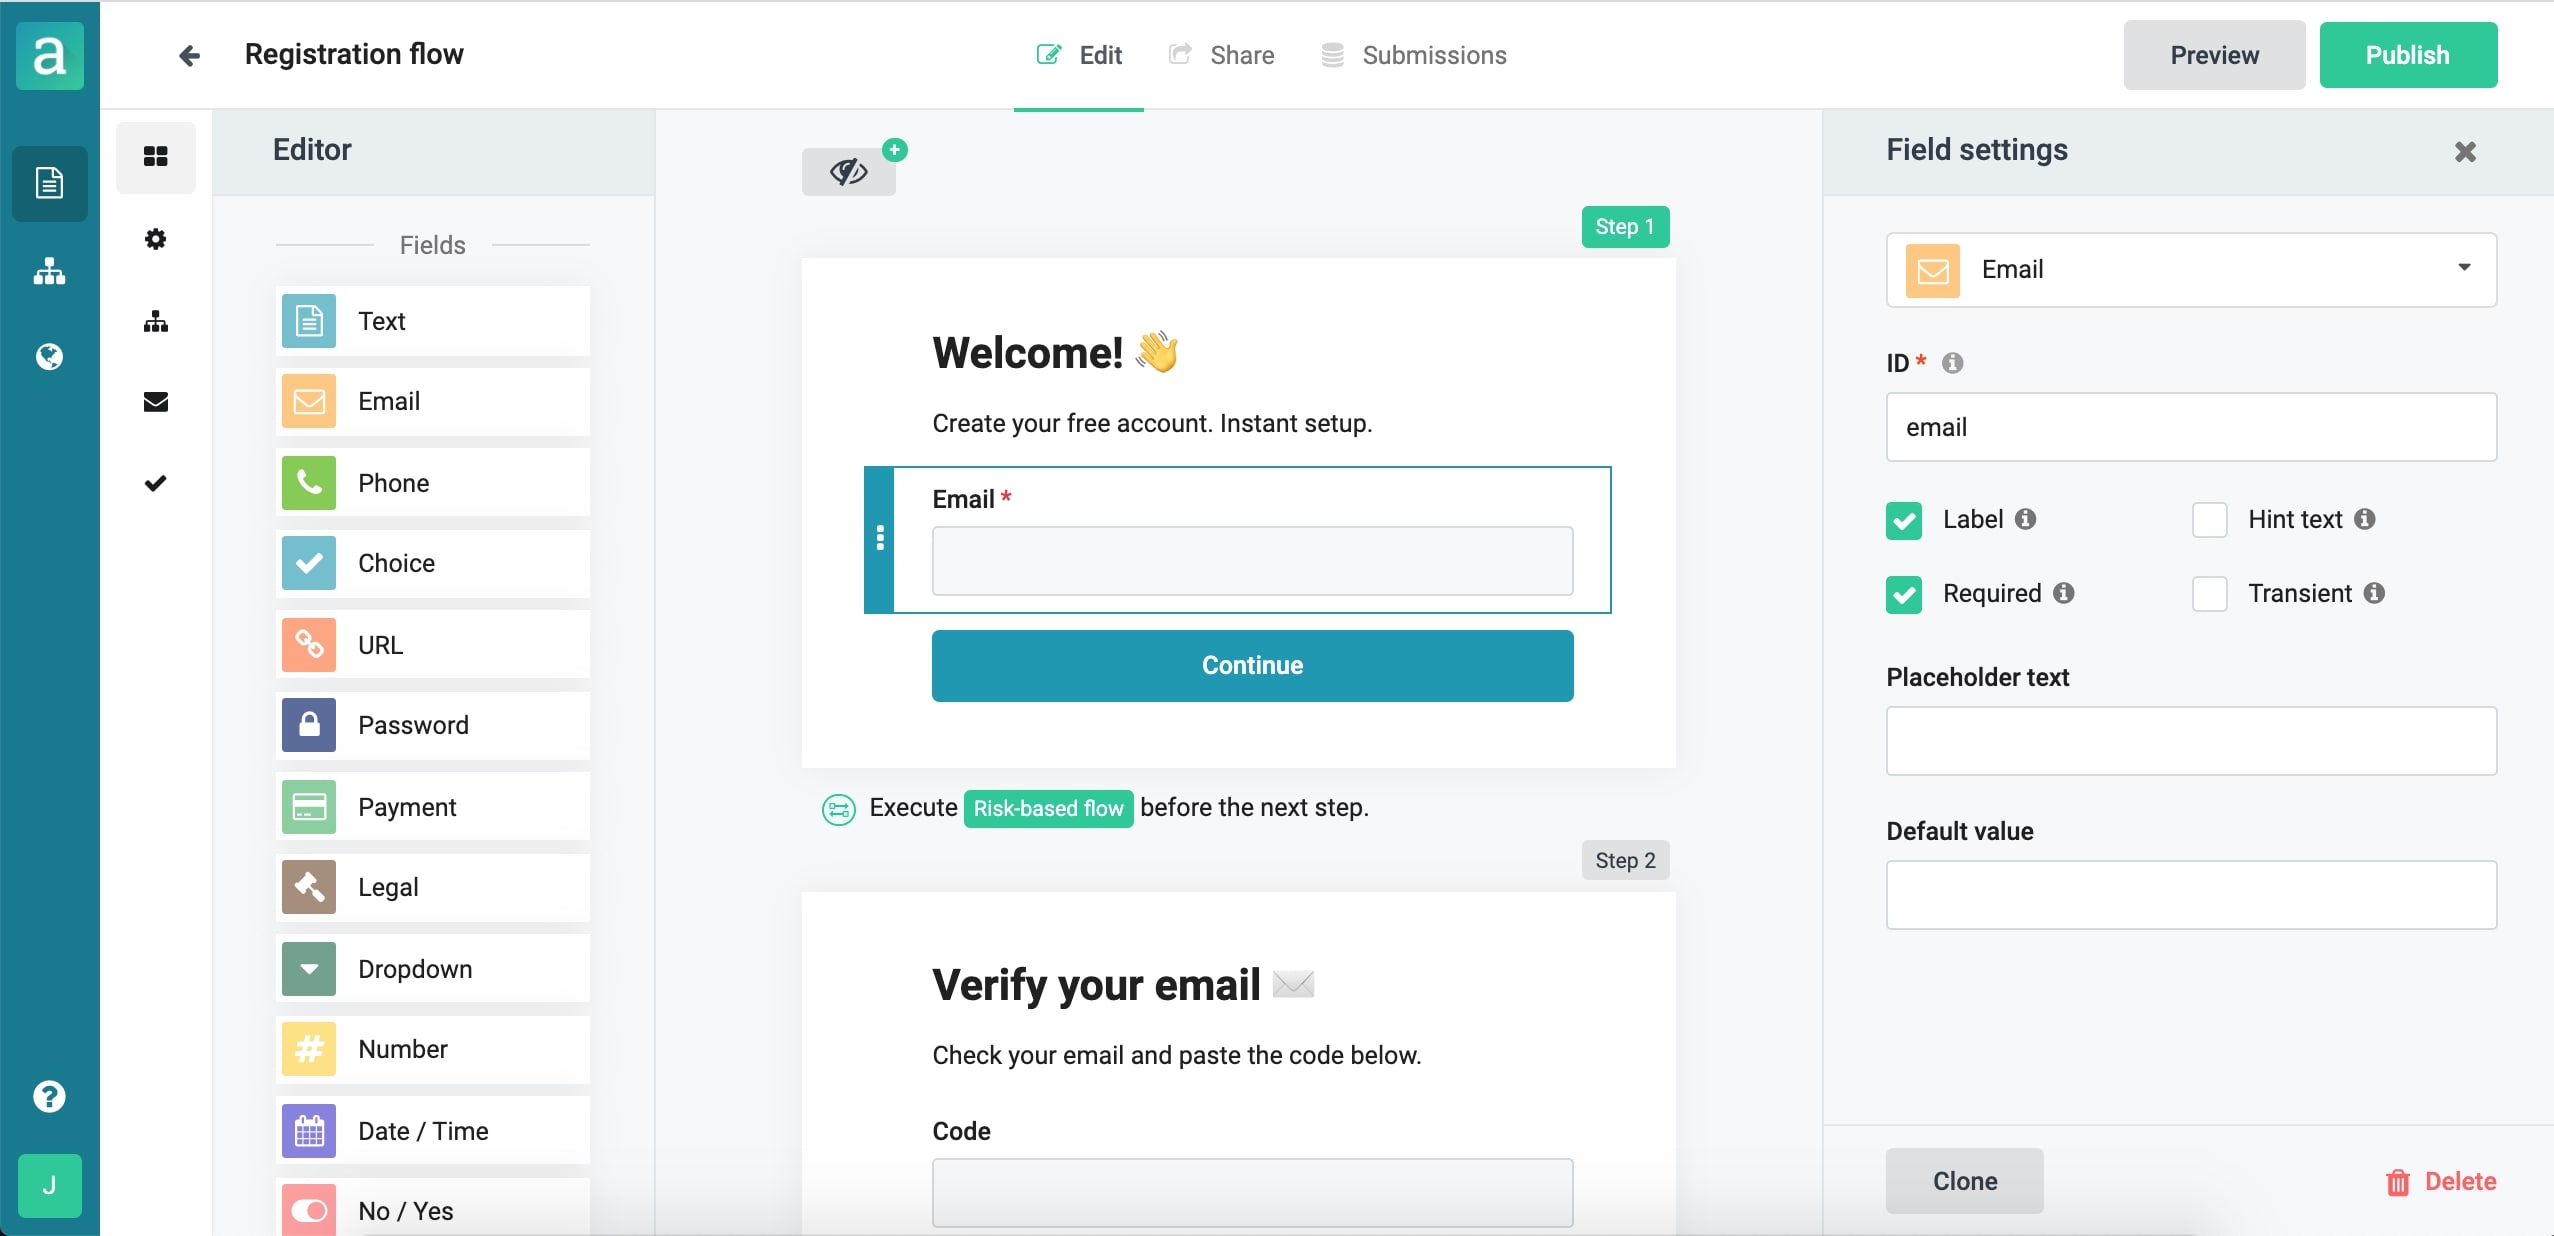 a
Registration flow
Edit
Share
Submissions
Preview
Publish
Editor
Fields
Text
Email
Phone
Choice
URL
Password
Payment
Legal
Dropdown
Number
Date / Time
No / Yes
J
Step 1
Welcome! 👋
Create your free account. Instant setup.
Email *
Continue
Execute Risk-based flow before the next step.
Step 2
Verify your email ✉️
Check your email and paste the code below.
Code
Field settings
Email
ID *
email
Label
Hint text
Required
Transient
Placeholder text
Default value
Clone
Delete